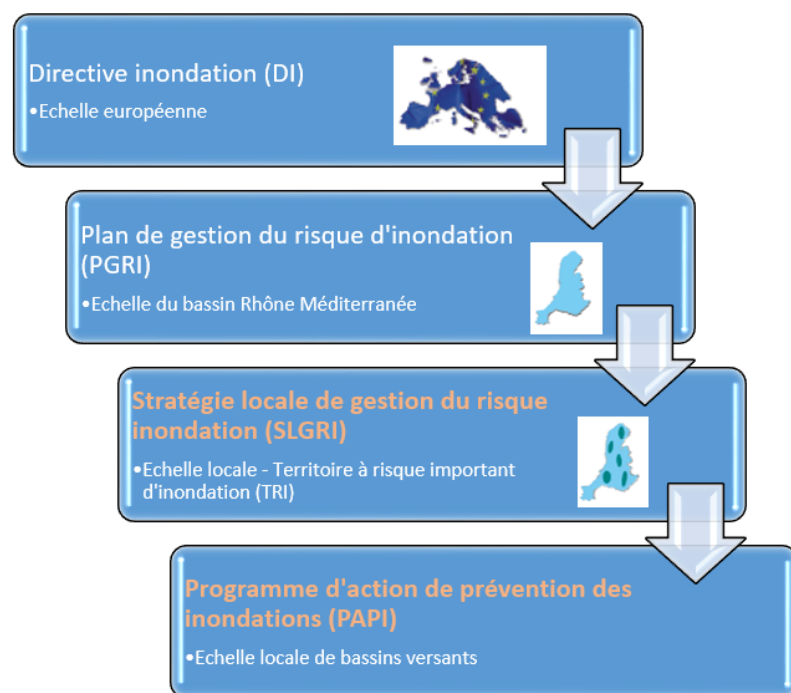 Directive inondation (DI)
•Echelle européenne
Plan de gestion du risque d'inondation
(PGRI)
•Echelle du bassin Rhône Méditerranée
Stratégie locale de gestion du risque
inondation (SLGRI)
•Echelle locale - Territoire à risque important
d'inondation (TRI)
Programme d'action de prévention des
inondations (PAPI)
•Echelle locale de bassins versants